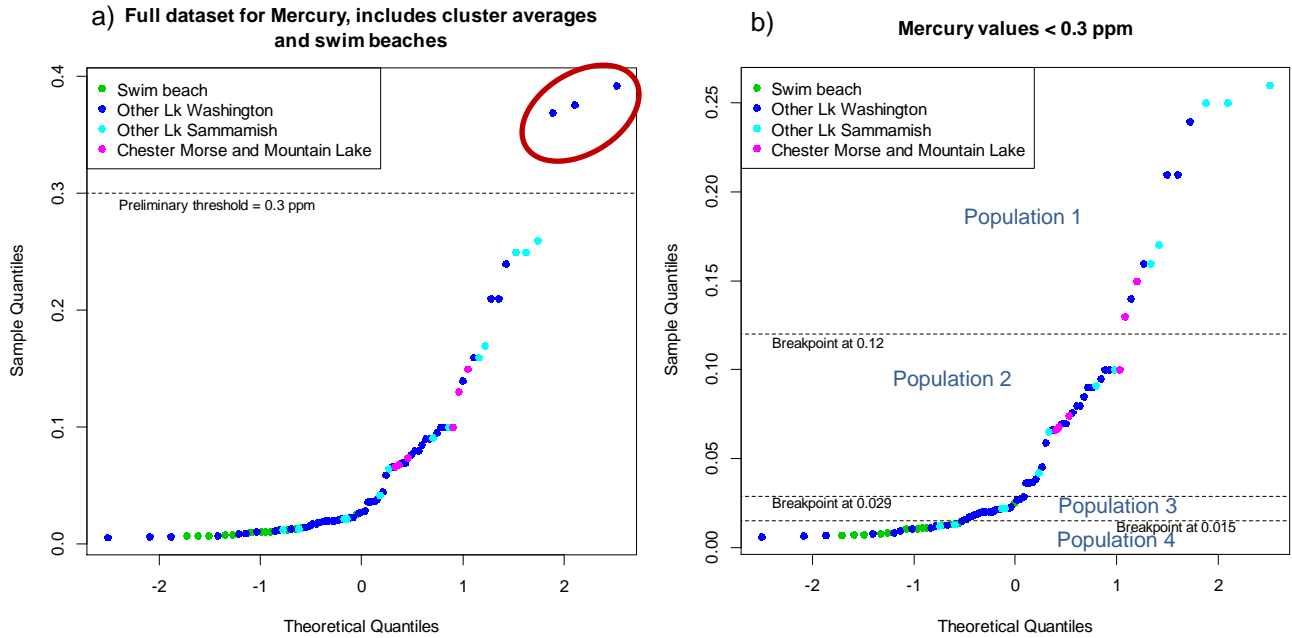 a) Full dataset for Mercury, includes cluster averages
and swim beaches
Swim beach
Other Lk Washington
Other Lk Sammamish
Chester Morse and Mountain Lake
Preliminary threshold = 0.3 ppm
Sample Quantiles
0.4
0.3
0.2
0.1
0.0
-2 -1 0 1 2
Theoretical Quantiles
b) Mercury values < 0.3 ppm
Swim beach
Other Lk Washington
Other Lk Sammamish
Chester Morse and Mountain Lake
Population 1
Breakpoint at 0.12
Population 2
Breakpoint at 0.029
Population 3
Breakpoint at 0.015
Population 4
Sample Quantiles
0.25
0.20
0.15
0.10
0.05
0.00
-2 -1 0 1 2
Theoretical Quantiles